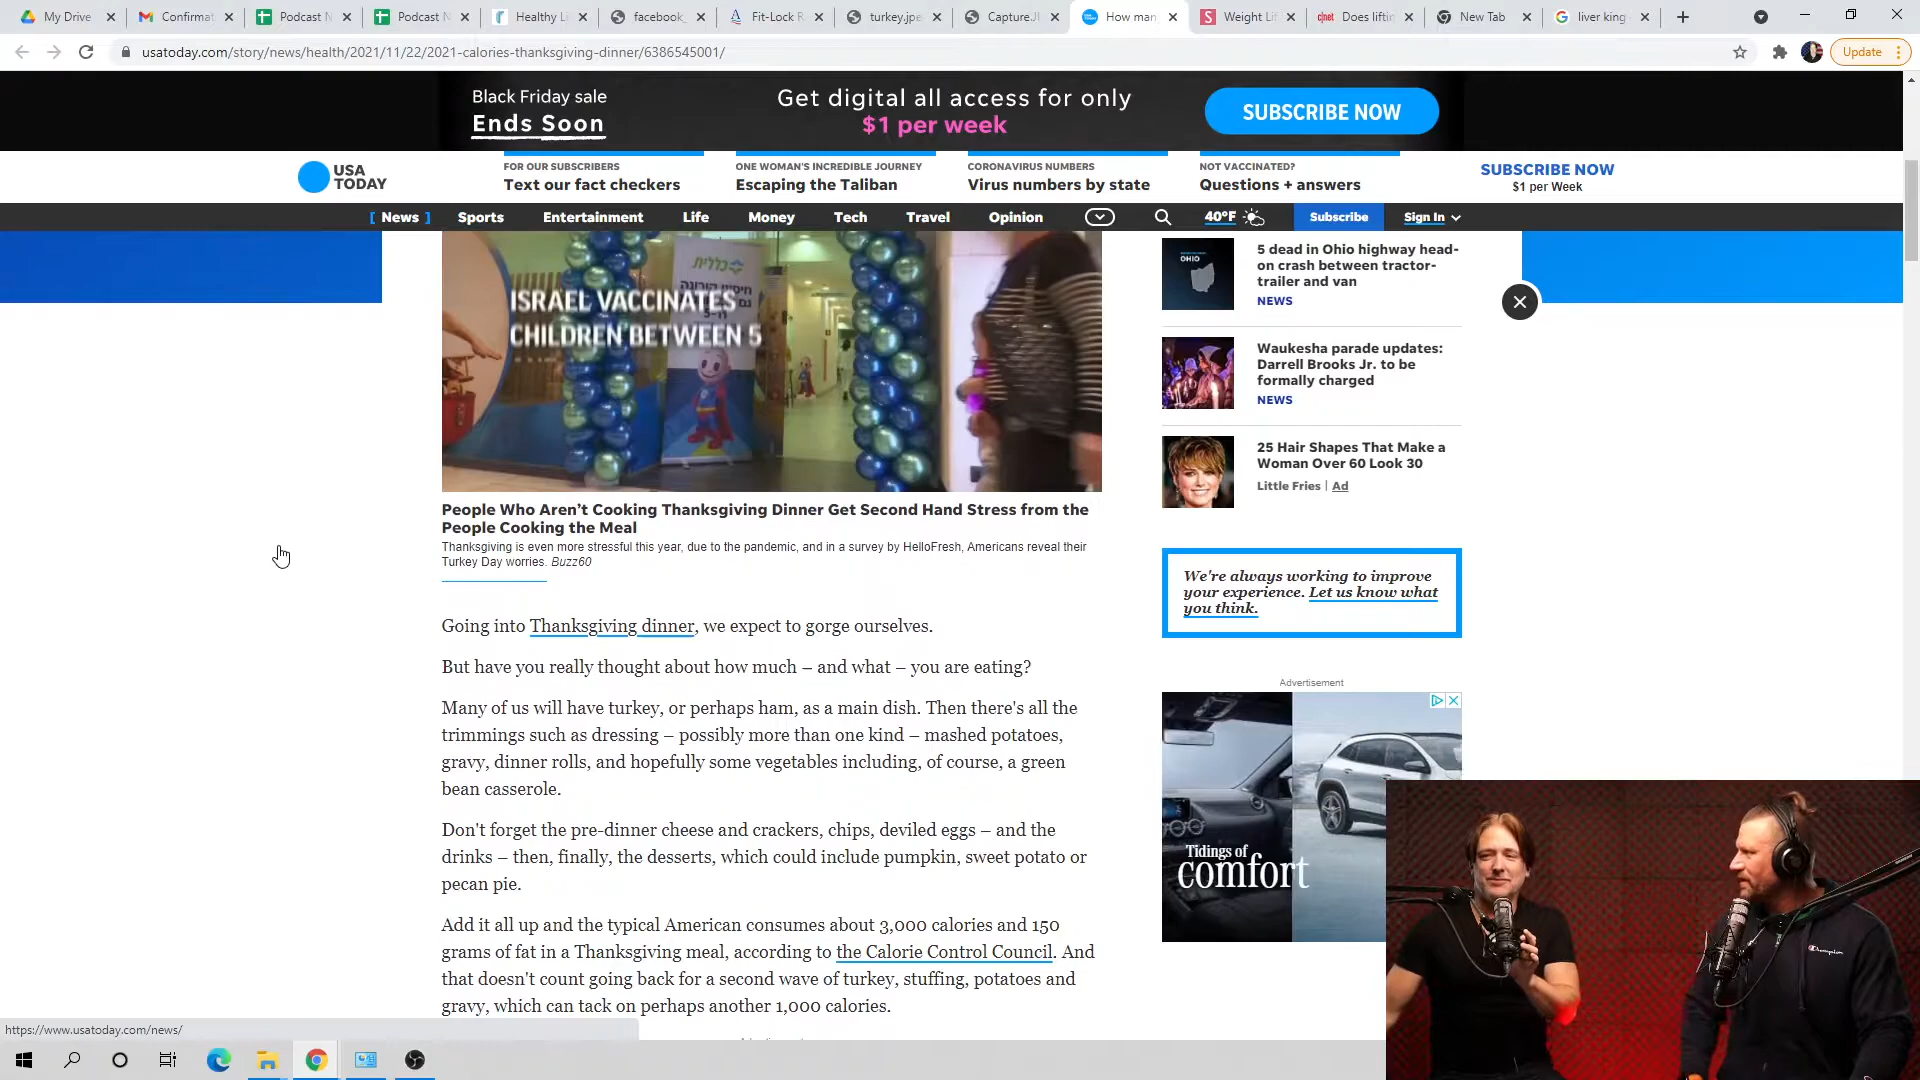 My Drive
Confirmat
Podcast N
Podcast N
Healthy Li
facebook_
Fit-Lock R
turkey.jpe
Capture.JI
How man
Weight Lif
c|net Does liftin
New Tab
liver king
usatoday.com/story/news/health/2021/11/22/2021-calories-thanksgiving-dinner/6386545001/
Update
Black Friday sale
Ends Soon
Get digital all access for only
$1 per week
SUBSCRIBE NOW
USA
TODAY
FOR OUR SUBSCRIBERS
Text our fact checkers
ONE WOMAN'S INCREDIBLE JOURNEY
Escaping the Taliban
CORONAVIRUS NUMBERS
Virus numbers by state
NOT VACCINATED?
Questions + answers
SUBSCRIBE NOW
$1 per Week
[ News ]
Sports
Entertainment
Life
Money
Tech
Travel
Opinion
40°F
Subscribe
Sign In
כללית
ISRAEL VACCINATES
CHILDREN BETWEEN 5
People Who Aren’t Cooking Thanksgiving Dinner Get Second Hand Stress from the
People Cooking the Meal
Thanksgiving is even more stressful this year, due to the pandemic, and in a survey by HelloFresh, Americans reveal their
Turkey Day worries. Buzz60
Going into Thanksgiving dinner, we expect to gorge ourselves.
But have you really thought about how much – and what – you are eating?
Many of us will have turkey, or perhaps ham, as a main dish. Then there's all the
trimmings such as dressing – possibly more than one kind – mashed potatoes,
gravy, dinner rolls, and hopefully some vegetables including, of course, a green
bean casserole.
Don't forget the pre-dinner cheese and crackers, chips, deviled eggs – and the
drinks – then, finally, the desserts, which could include pumpkin, sweet potato or
pecan pie.
Add it all up and the typical American consumes about 3,000 calories and 150
grams of fat in a Thanksgiving meal, according to the Calorie Control Council. And
that doesn't count going back for a second wave of turkey, stuffing, potatoes and
gravy, which can tack on perhaps another 1,000 calories.
OHIO
5 dead in Ohio highway head-
on crash between tractor-
trailer and van
NEWS
Waukesha parade updates:
Darrell Brooks Jr. to be
formally charged
NEWS
25 Hair Shapes That Make a
Woman Over 60 Look 30
Little Fries | Ad
We're always working to improve
your experience. Let us know what
you think.
Advertisement
Tidings of
comfort
Champion
https://www.usatoday.com/news/